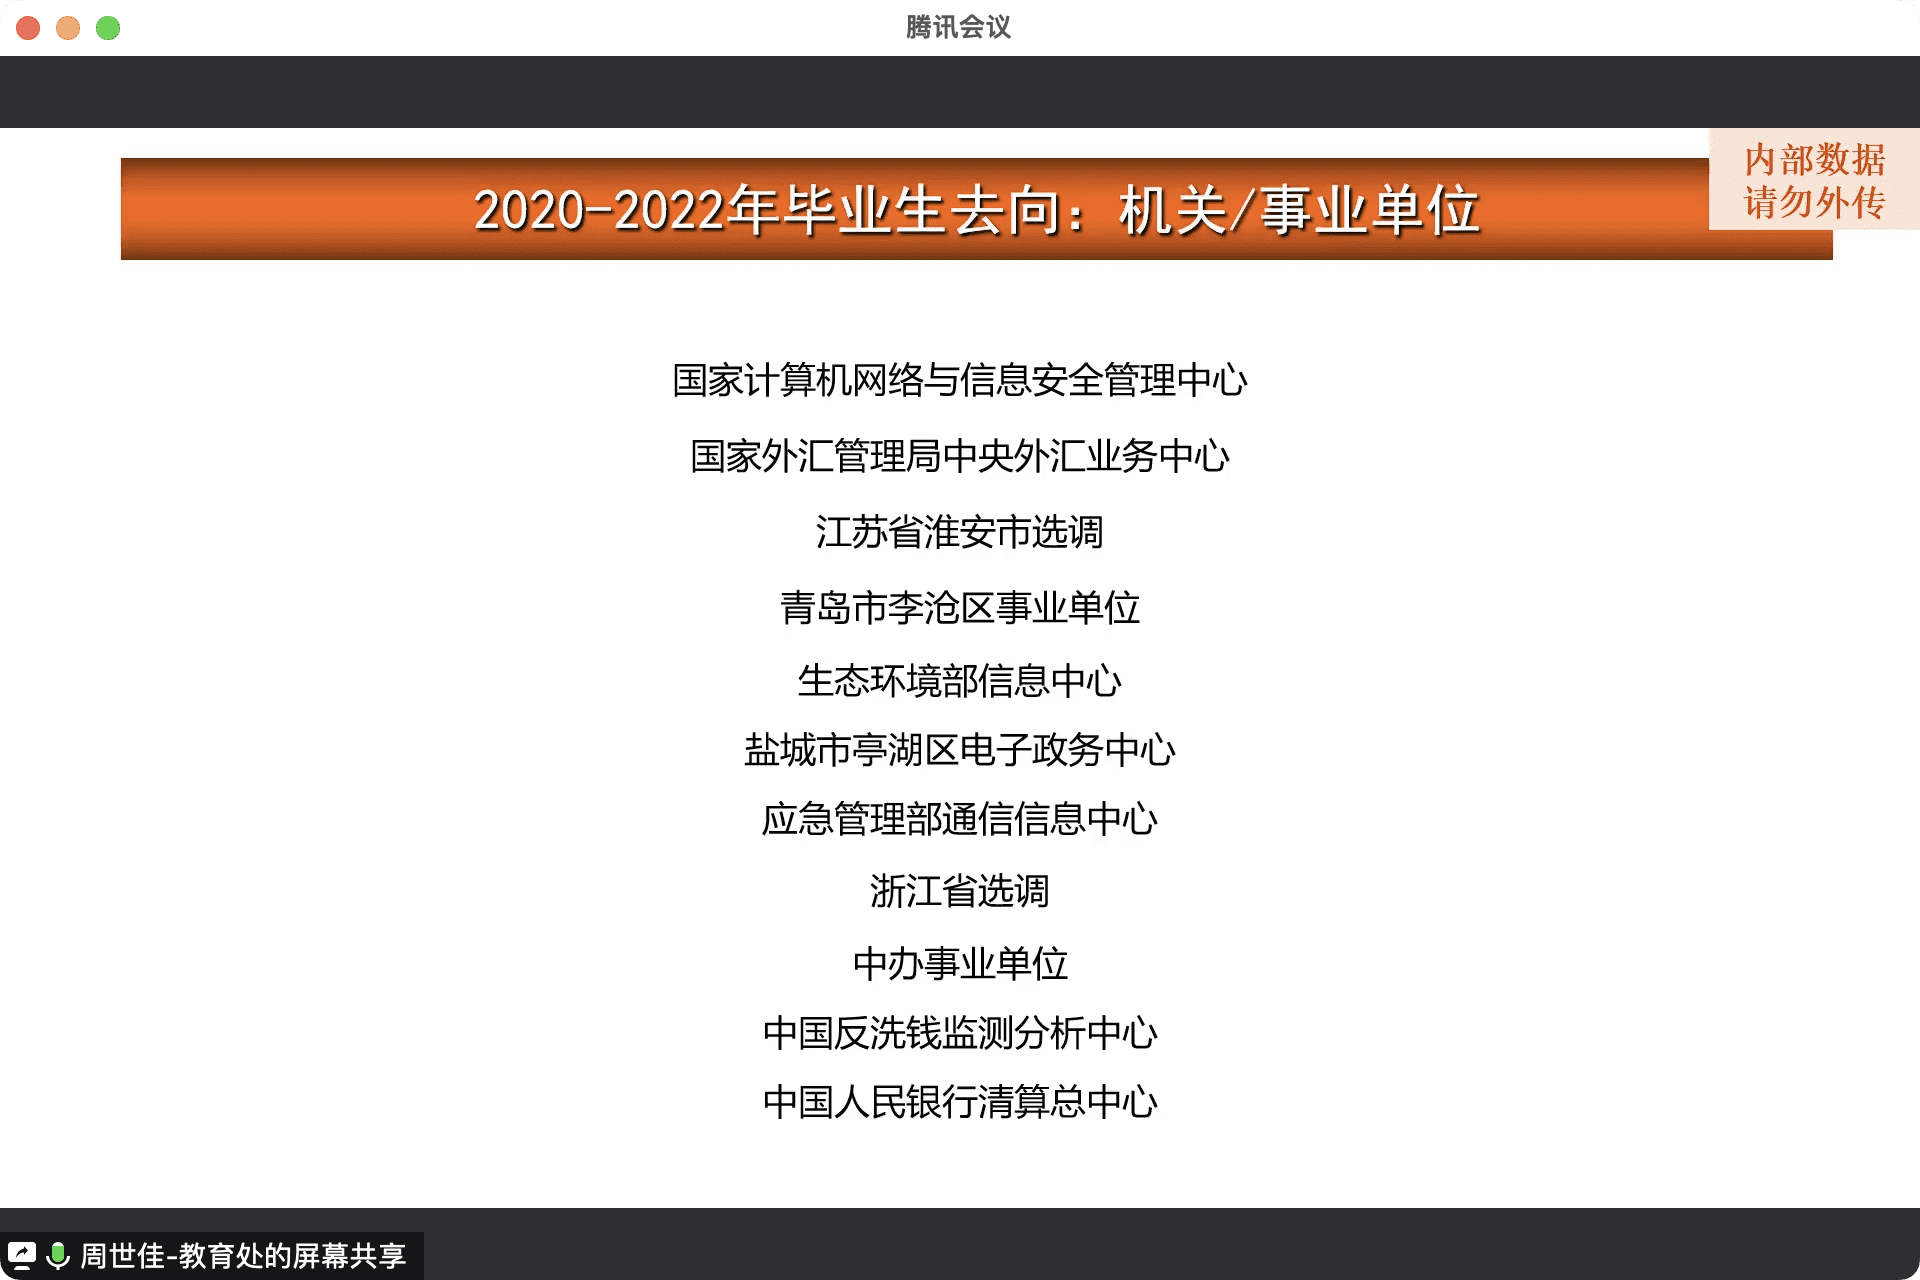 腾讯会议
内部数据
请勿外传
2020-2022年毕业生去向：机关/事业单位
国家计算机网络与信息安全管理中心
国家外汇管理局中央外汇业务中心
江苏省淮安市选调
青岛市李沧区事业单位
生态环境部信息中心
盐城市亭湖区电子政务中心
应急管理部通信信息中心
浙江省选调
中办事业单位
中国反洗钱监测分析中心
中国人民银行清算总中心
周世佳-教育处的屏幕共享